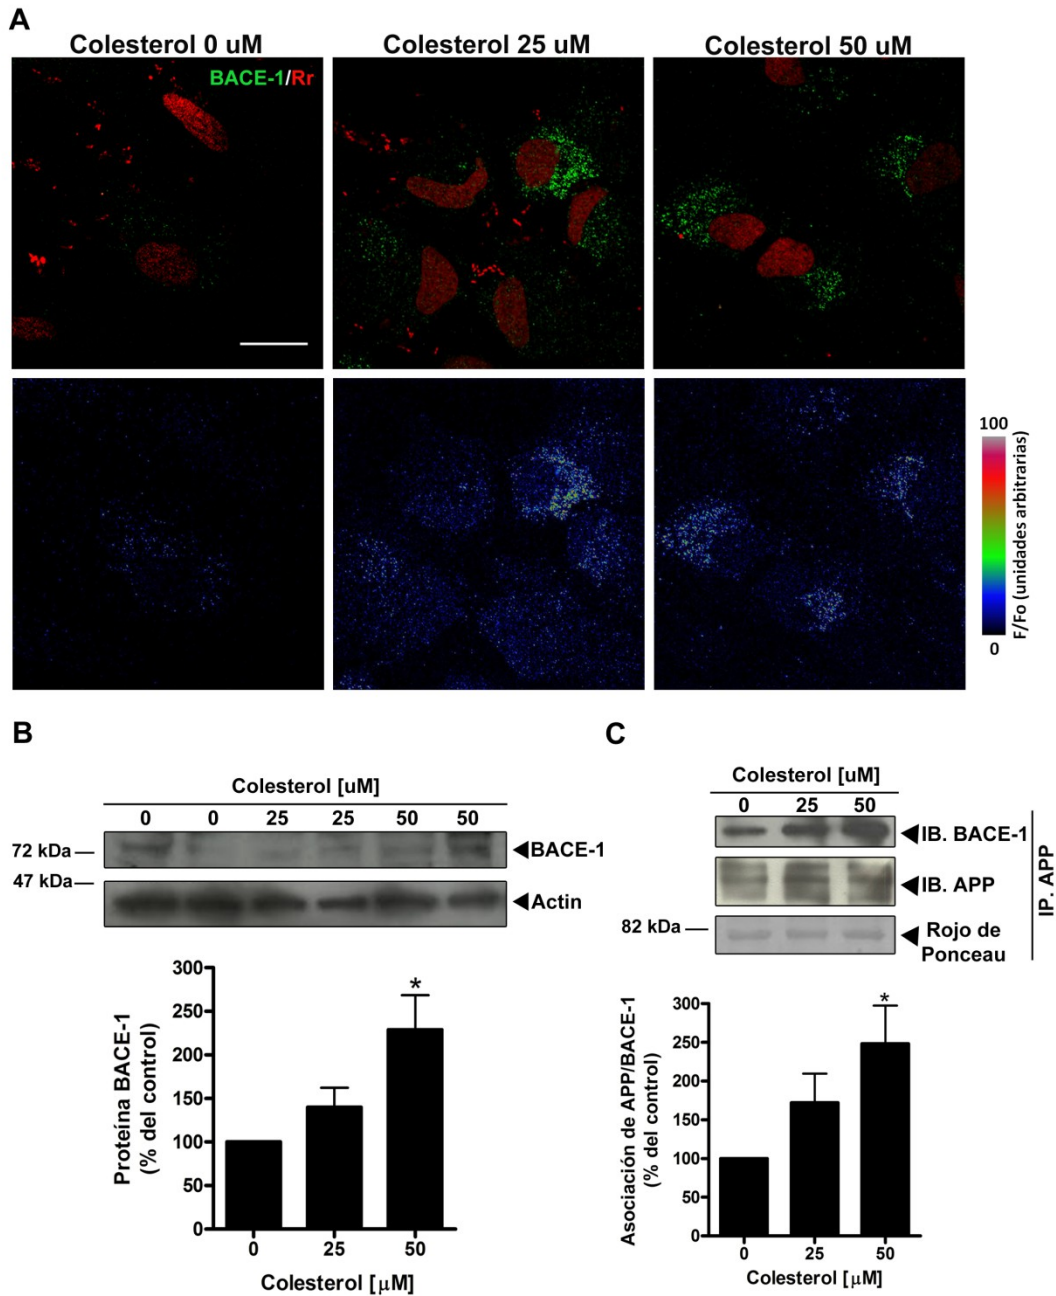 A
Colesterol 0 uM
Colesterol 25 uM
Colesterol 50 uM
BACE-1/Rr
100
0
F/Fo (unidades arbitrarias)
B
Colesterol [uM]
0 0 25 25 50 50
72 kDa
BACE-1
47 kDa
Actin
300
250
200
150
100
50
0
Proteína BACE-1
(% del control)
*
0 25 50
Colesterol [µM]
C
Colesterol [uM]
0 25 50
IB. BACE-1
IB. APP
82 kDa
Rojo de
Ponceau
IP. APP
300
250
200
150
100
50
0
Asociación de APP/BACE-1
(% del control)
*
0 25 50
Colesterol [µM]